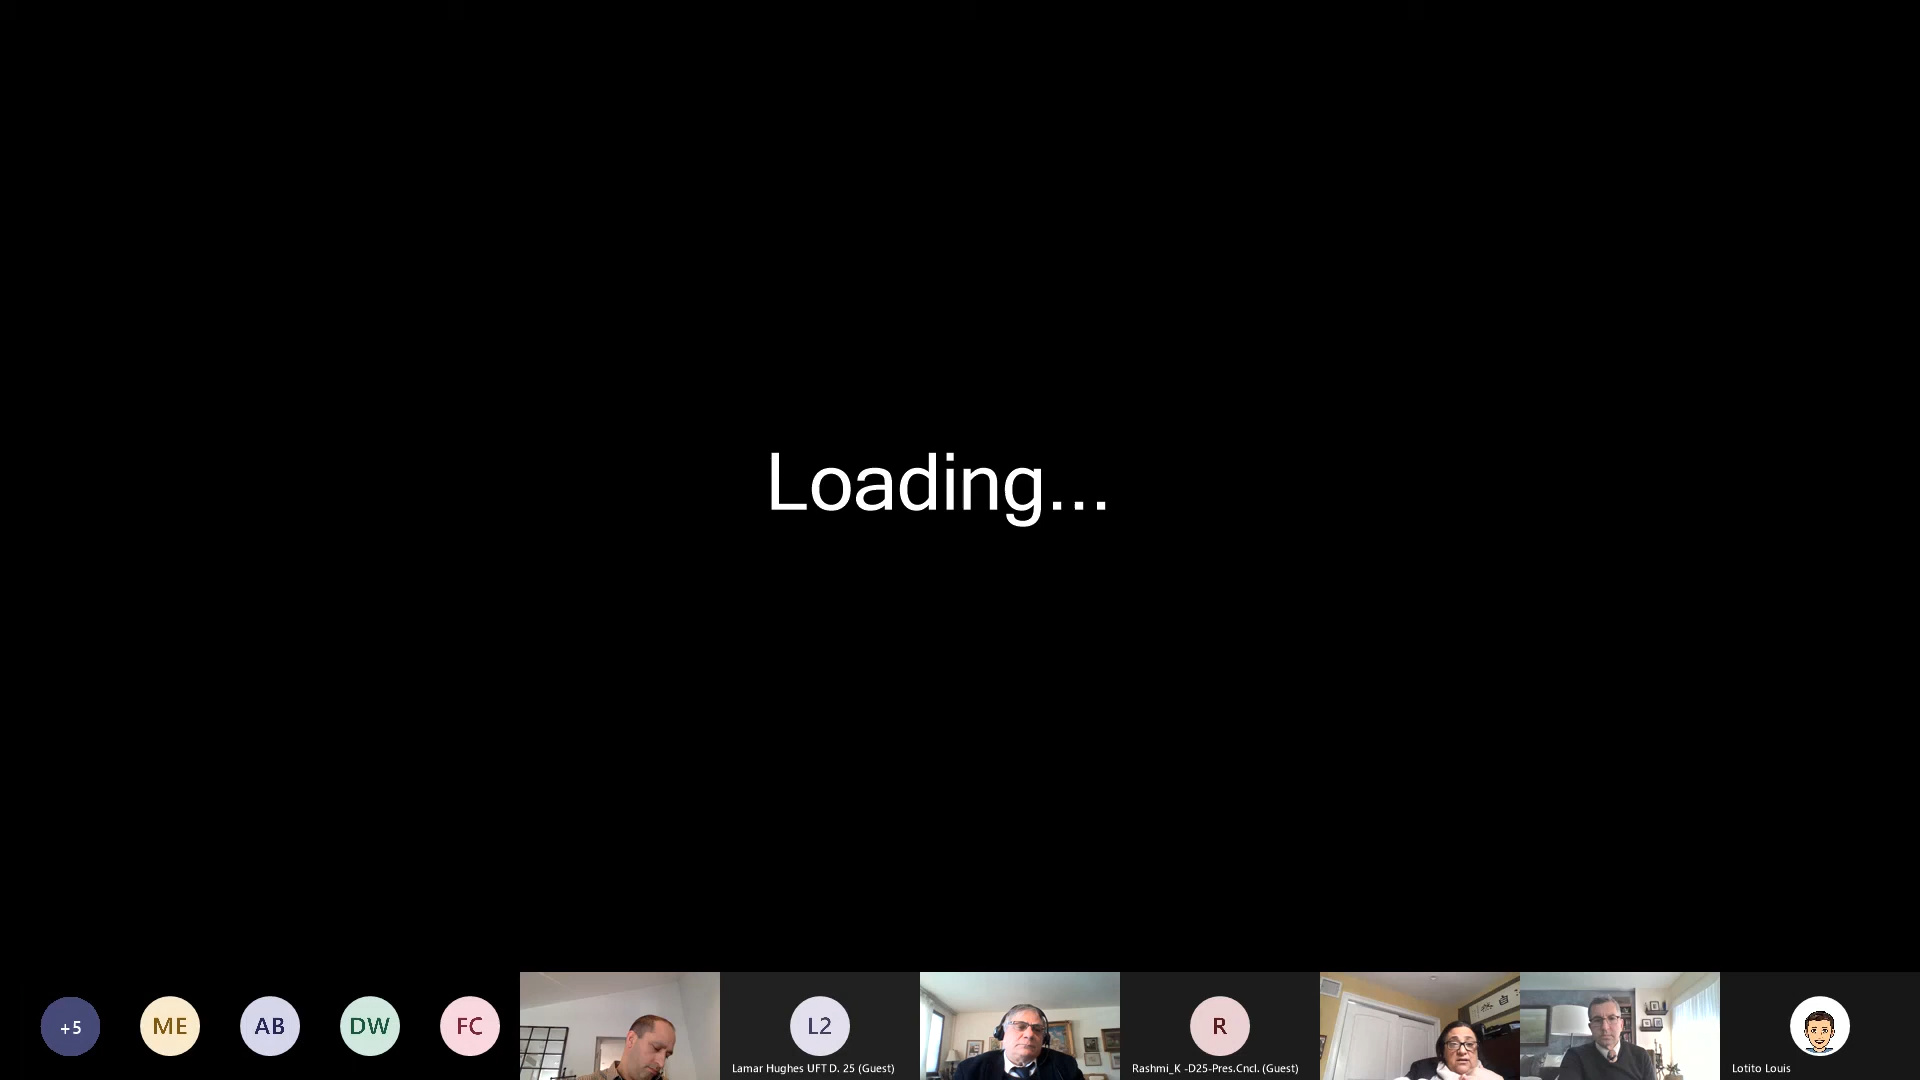 Loading...
+5
ME
AB
DW
FC
L2
Lamar Hughes UFT D. 25 (Guest)
R
Rashmi_K -D25-Pres.Cncl. (Guest)
Lotito Louis